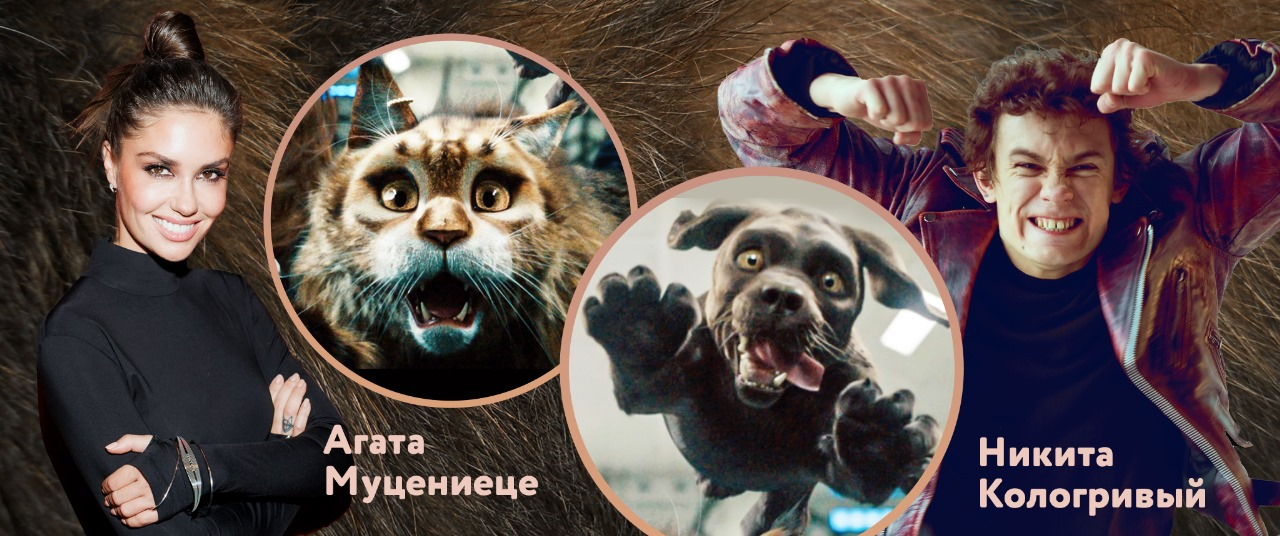 Агата
Муцениеце
Никита
Кологривый